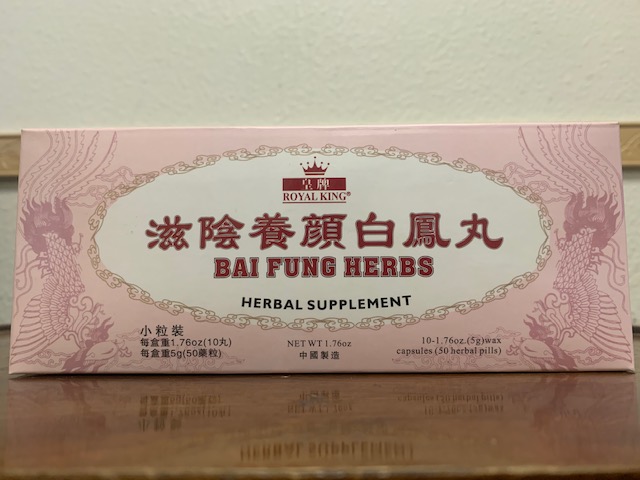 皇牌
ROYAL KING®
滋陰養顏白鳳丸
BAI FUNG HERBS
HERBAL SUPPLEMENT
小粒裝
每盒重1.76oz(10丸)
每盒重5g(50藥粒)
NET WT 1.76oz
中國製造
10-1.76oz.(5g)wax
capsules (50 herbal pills)